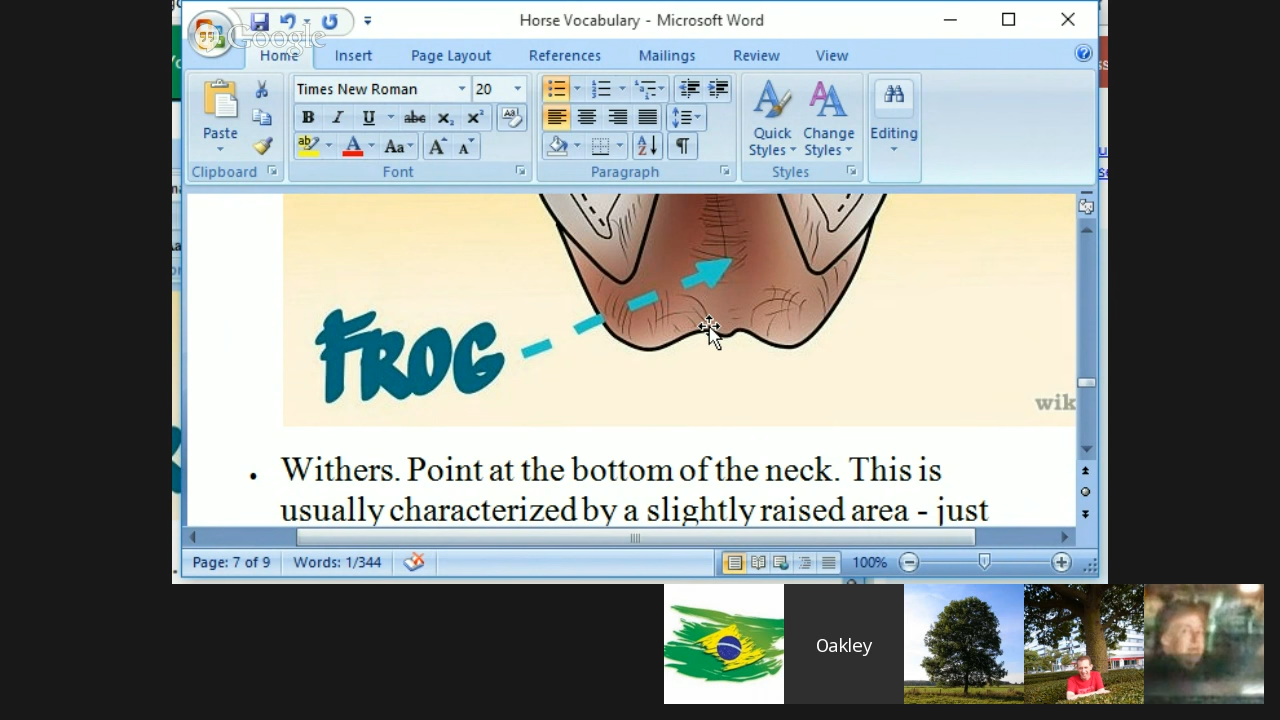 Horse Vocabulary - Microsoft Word
Google
Home Insert Page Layout References Mailings Review View
Times New Roman 20
Paste
Quick Styles
Change Styles
Editing
Clipboard Font Paragraph Styles
FROG
wik
• Withers. Point at the bottom of the neck. This is
usually characterized by a slightly raised area - just
Page: 7 of 9 Words: 1/344 100%
Oakley